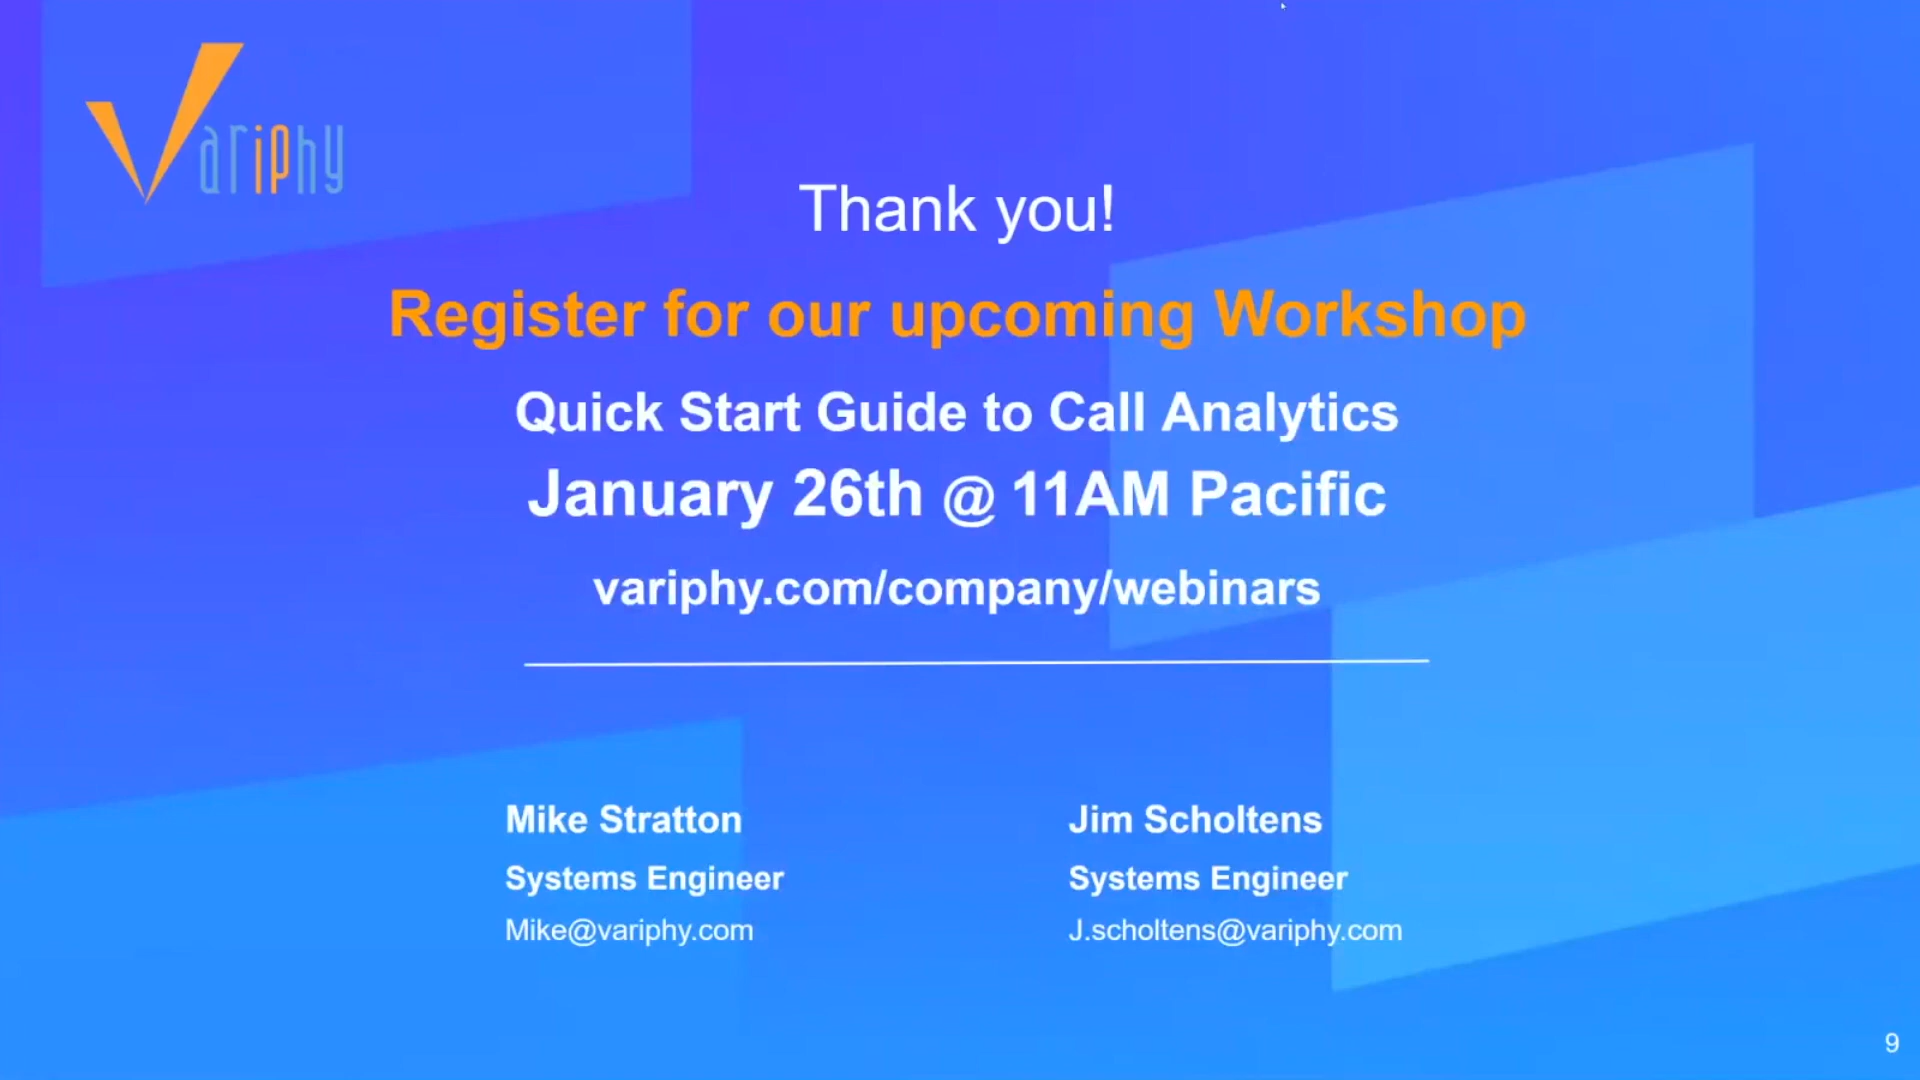 Variphy
Thank you!
Register for our upcoming Workshop
Quick Start Guide to Call Analytics
January 26th @ 11AM Pacific
variphy.com/company/webinars
Mike Stratton
Systems Engineer
Mike@variphy.com
Jim Scholtens
Systems Engineer
J.scholtens@variphy.com
9